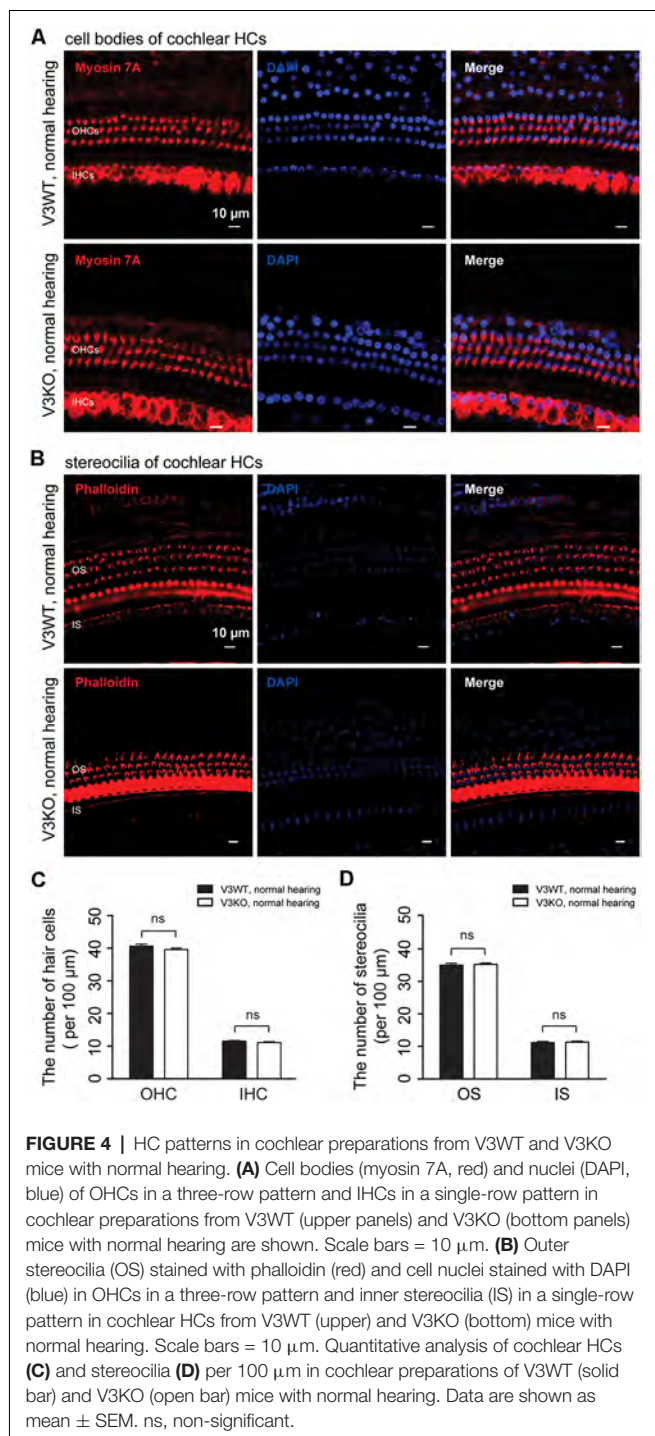 A cell bodies of cochlear HCs
V3WT, normal hearing
Myosin 7A
DAPI
Merge
OHCs
IHCs
10 μm
V3KO, normal hearing
Myosin 7A
DAPI
Merge
OHCs
IHCs
B stereocilia of cochlear HCs
V3WT, normal hearing
Phalloidin
DAPI
Merge
OS
IS
10 μm
V3KO, normal hearing
Phalloidin
DAPI
Merge
OS
IS
C
V3WT, normal hearing
V3KO, normal hearing
The number of hair cells
( per 100 μm)
50
40
30
20
10
0
ns
ns
OHC
IHC
D
V3WT, normal hearing
V3KO, normal hearing
The number of stereocilia
(per 100 μm)
50
40
30
20
10
0
ns
ns
OS
IS
FIGURE 4 | HC patterns in cochlear preparations from V3WT and V3KO
mice with normal hearing. (A) Cell bodies (myosin 7A, red) and nuclei (DAPI,
blue) of OHCs in a three-row pattern and IHCs in a single-row pattern in
cochlear preparations from V3WT (upper panels) and V3KO (bottom panels)
mice with normal hearing are shown. Scale bars = 10 μm. (B) Outer
stereocilia (OS) stained with phalloidin (red) and cell nuclei stained with DAPI
(blue) in OHCs in a three-row pattern and inner stereocilia (IS) in a single-row
pattern in cochlear HCs from V3WT (upper) and V3KO (bottom) mice with
normal hearing. Scale bars = 10 μm. Quantitative analysis of cochlear HCs
(C) and stereocilia (D) per 100 μm in cochlear preparations of V3WT (solid
bar) and V3KO (open bar) mice with normal hearing. Data are shown as
mean ± SEM. ns, non-significant.